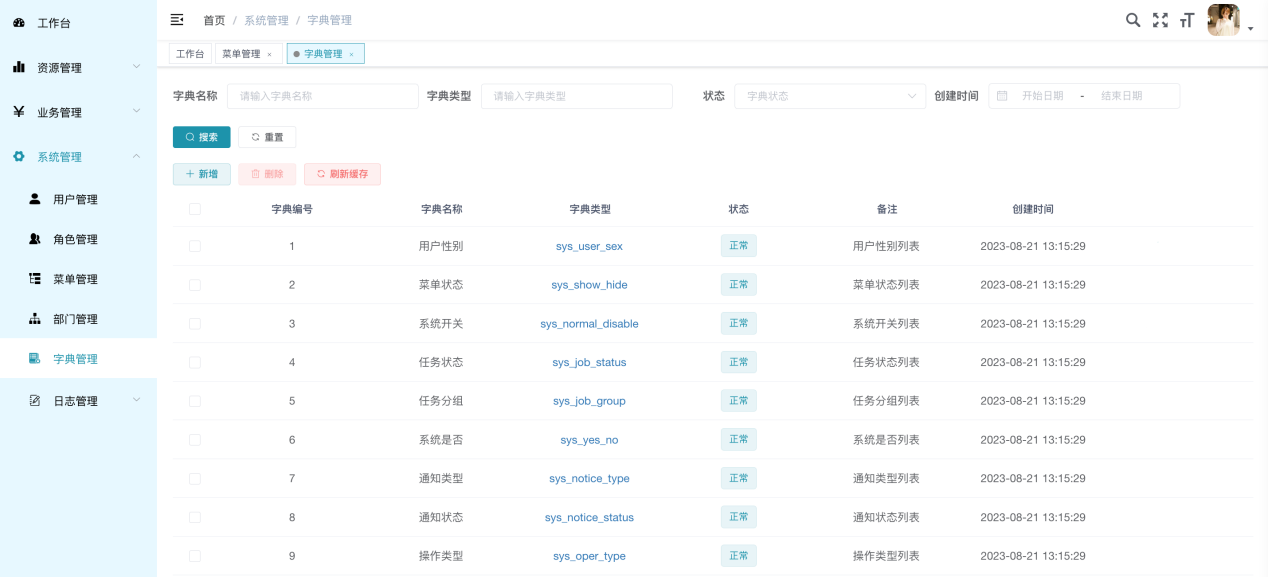 工作台
资源管理
业务管理
系统管理
用户管理
角色管理
菜单管理
部门管理
字典管理
日志管理
首页 / 系统管理 / 字典管理
工作台 菜单管理 × 字典管理 ×
字典名称 请输入字典名称 字典类型 请输入字典类型 状态 字典状态 创建时间 开始日期 - 结束日期
搜索 重置
新增 删除 刷新缓存
字典编号 字典名称 字典类型 状态 备注 创建时间
1 用户性别 sys_user_sex 正常 用户性别列表 2023-08-21 13:15:29
2 菜单状态 sys_show_hide 正常 菜单状态列表 2023-08-21 13:15:29
3 系统开关 sys_normal_disable 正常 系统开关列表 2023-08-21 13:15:29
4 任务状态 sys_job_status 正常 任务状态列表 2023-08-21 13:15:29
5 任务分组 sys_job_group 正常 任务分组列表 2023-08-21 13:15:29
6 系统是否 sys_yes_no 正常 系统是否列表 2023-08-21 13:15:29
7 通知类型 sys_notice_type 正常 通知类型列表 2023-08-21 13:15:29
8 通知状态 sys_notice_status 正常 通知状态列表 2023-08-21 13:15:29
9 操作类型 sys_oper_type 正常 操作类型列表 2023-08-21 13:15:29